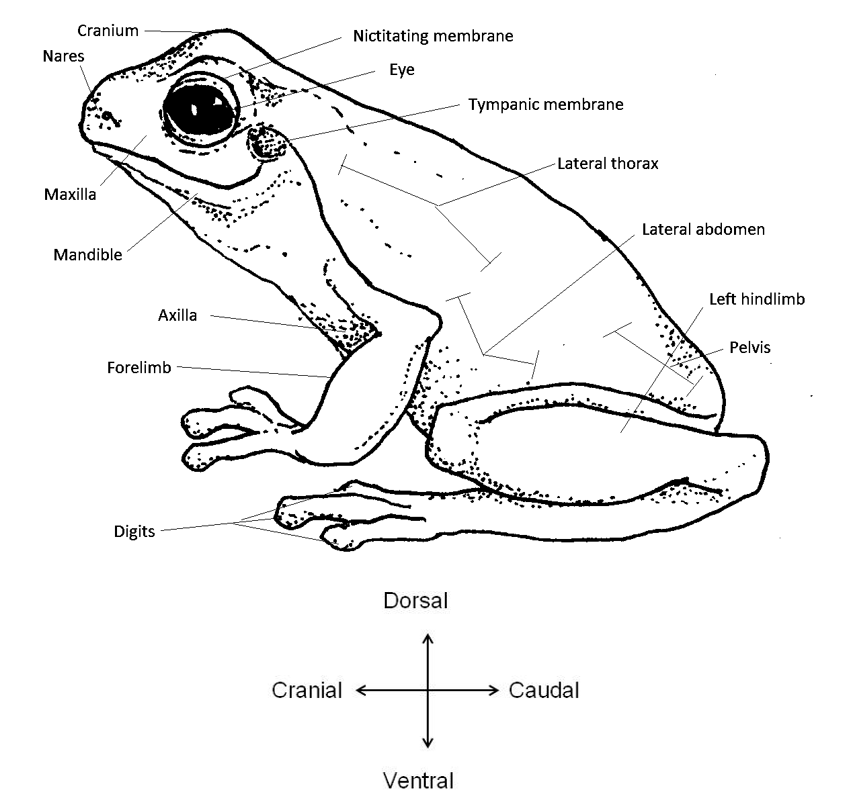 Cranium
Nares
Nictitating membrane
Eye
Tympanic membrane
Lateral thorax
Maxilla
Lateral abdomen
Mandible
Left hindlimb
Axilla
Pelvis
Forelimb
Digits
Dorsal
Cranial
Caudal
Ventral